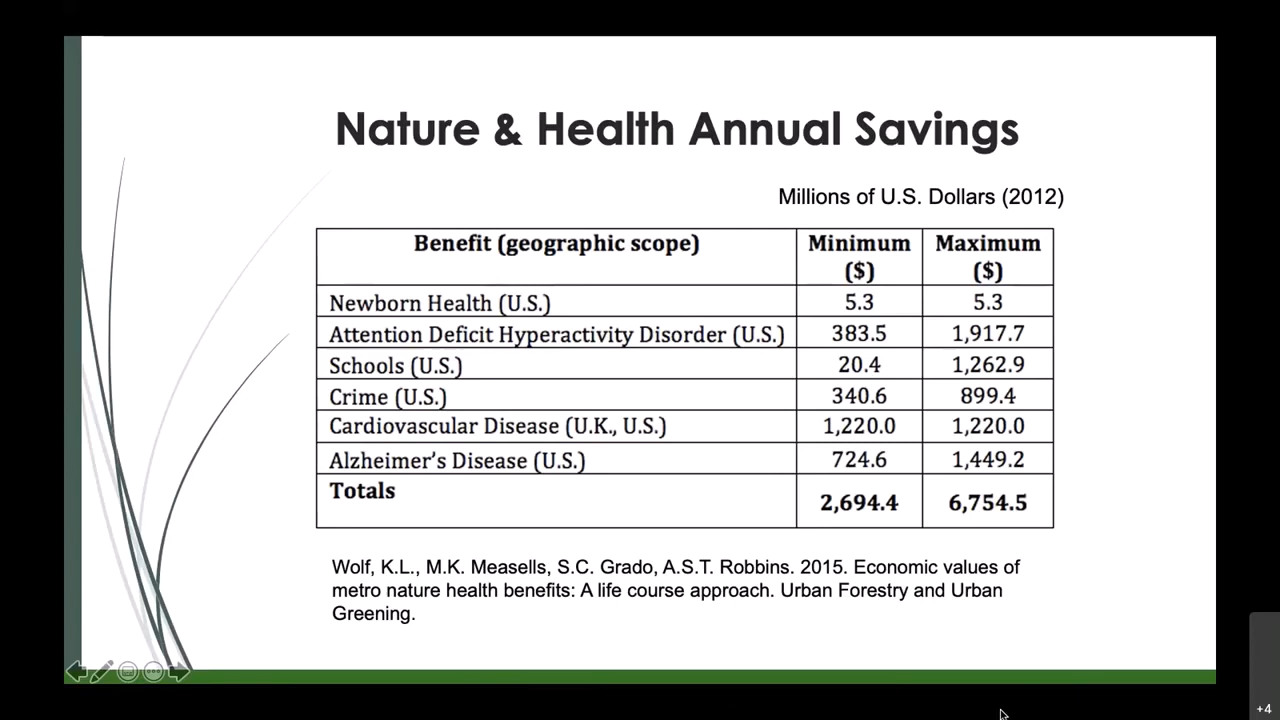 Nature & Health Annual Savings
Millions of U.S. Dollars (2012)
Benefit (geographic scope) Minimum ($) Maximum ($)
Newborn Health (U.S.) 5.3 5.3
Attention Deficit Hyperactivity Disorder (U.S.) 383.5 1,917.7
Schools (U.S.) 20.4 1,262.9
Crime (U.S.) 340.6 899.4
Cardiovascular Disease (U.K., U.S.) 1,220.0 1,220.0
Alzheimer's Disease (U.S.) 724.6 1,449.2
Totals 2,694.4 6,754.5
Wolf, K.L., M.K. Measells, S.C. Grado, A.S.T. Robbins. 2015. Economic values of
metro nature health benefits: A life course approach. Urban Forestry and Urban
Greening.
+4